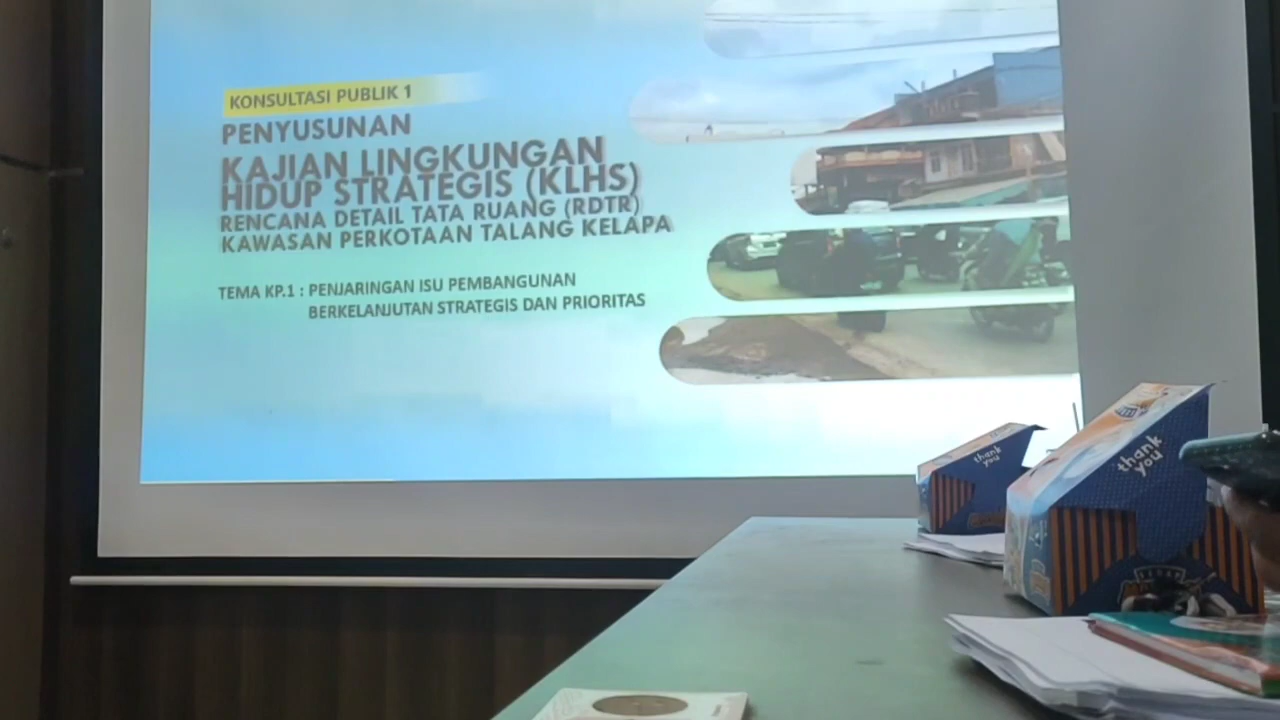 KONSULTASI PUBLIK 1
PENYUSUNAN
KAJIAN LINGKUNGAN
HIDUP STRATEGIS (KLHS)
RENCANA DETAIL TATA RUANG (RDTR)
KAWASAN PERKOTAAN TALANG KELAPA
TEMA KP.1 : PENJARINGAN ISU PEMBANGUNAN
BERKELANJUTAN STRATEGIS DAN PRIORITAS
thank
you
thank
you